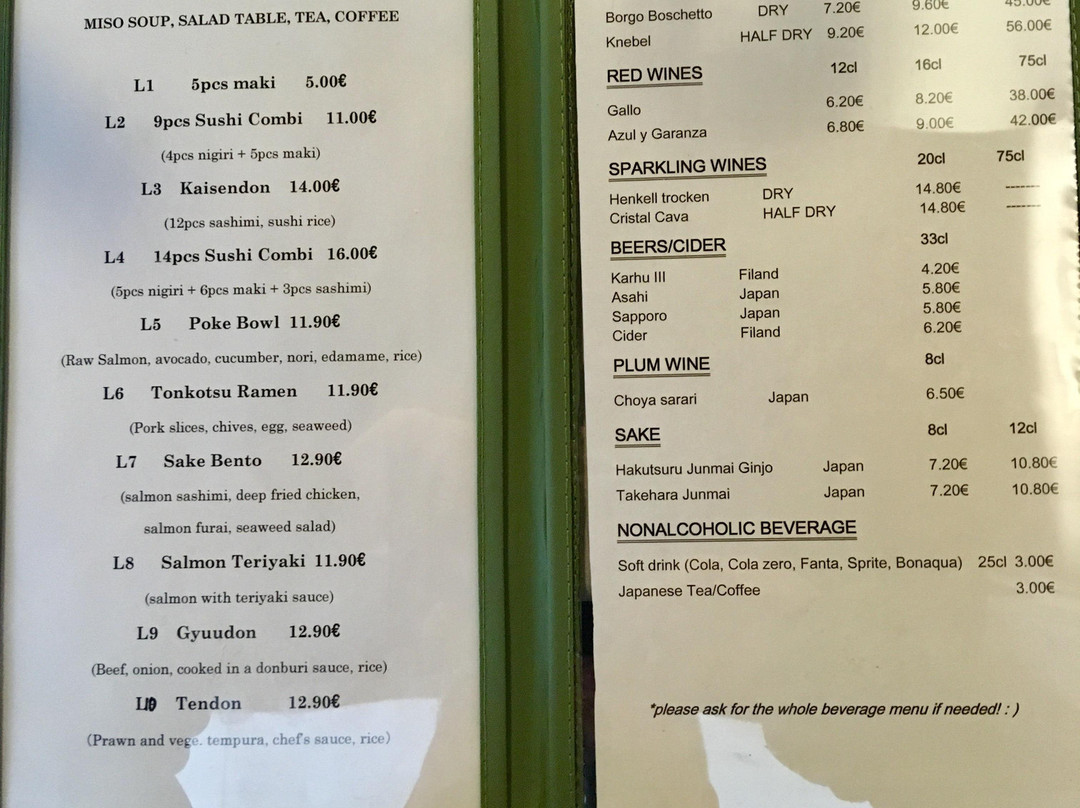 MISO SOUP, SALAD TABLE, TEA, COFFEE
L1 5pcs maki 5.00€
L2 9pcs Sushi Combi 11.00€
(4pcs nigiri + 5pcs maki)
L3 Kaisendon 14.00€
(12pcs sashimi, sushi rice)
L4 14pcs Sushi Combi 16.00€
(5pcs nigiri + 6pcs maki + 3pcs sashimi)
L5 Poke Bowl 11.90€
(Raw Salmon, avocado, cucumber, nori, edamame, rice)
L6 Tonkotsu Ramen 11.90€
(Pork slices, chives, egg, seaweed)
L7 Sake Bento 12.90€
(salmon sashimi, deep fried chicken,
salmon furai, seaweed salad)
L8 Salmon Teriyaki 11.90€
(salmon with teriyaki sauce)
L9 Gyuudon 12.90€
(Beef, onion, cooked in a donburi sauce, rice)
L10 Tendon 12.90€
(Prawn and vege. tempura, chef's sauce, rice)
Borgo Boschetto DRY 7.20€ 9.60€ 45.00€
Knebel HALF DRY 9.20€ 12.00€ 56.00€
RED WINES 12cl 16cl 75cl
Gallo 6.20€ 8.20€ 38.00€
Azul y Garanza 6.80€ 9.00€ 42.00€
SPARKLING WINES 20cl 75cl
Henkell trocken DRY 14.80€ -------
Cristal Cava HALF DRY 14.80€ -------
BEERS/CIDER 33cl
Karhu III Filand 4.20€
Asahi Japan 5.80€
Sapporo Japan 5.80€
Cider Filand 6.20€
PLUM WINE 8cl
Choya sarari Japan 6.50€
SAKE 8cl 12cl
Hakutsuru Junmai Ginjo Japan 7.20€ 10.80€
Takehara Junmai Japan 7.20€ 10.80€
NONALCOHOLIC BEVERAGE
Soft drink (Cola, Cola zero, Fanta, Sprite, Bonaqua) 25cl 3.00€
Japanese Tea/Coffee 3.00€
*please ask for the whole beverage menu if needed! : )